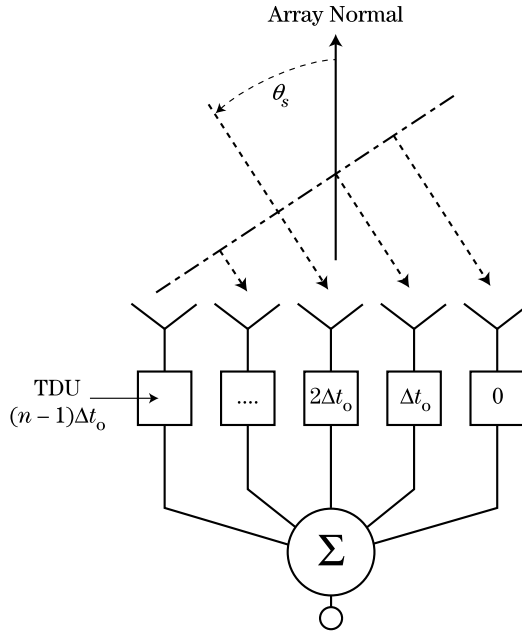 Array Normal
θₛ
TDU
(n − 1)Δtₒ
....
2Δtₒ
Δtₒ
0
Σ